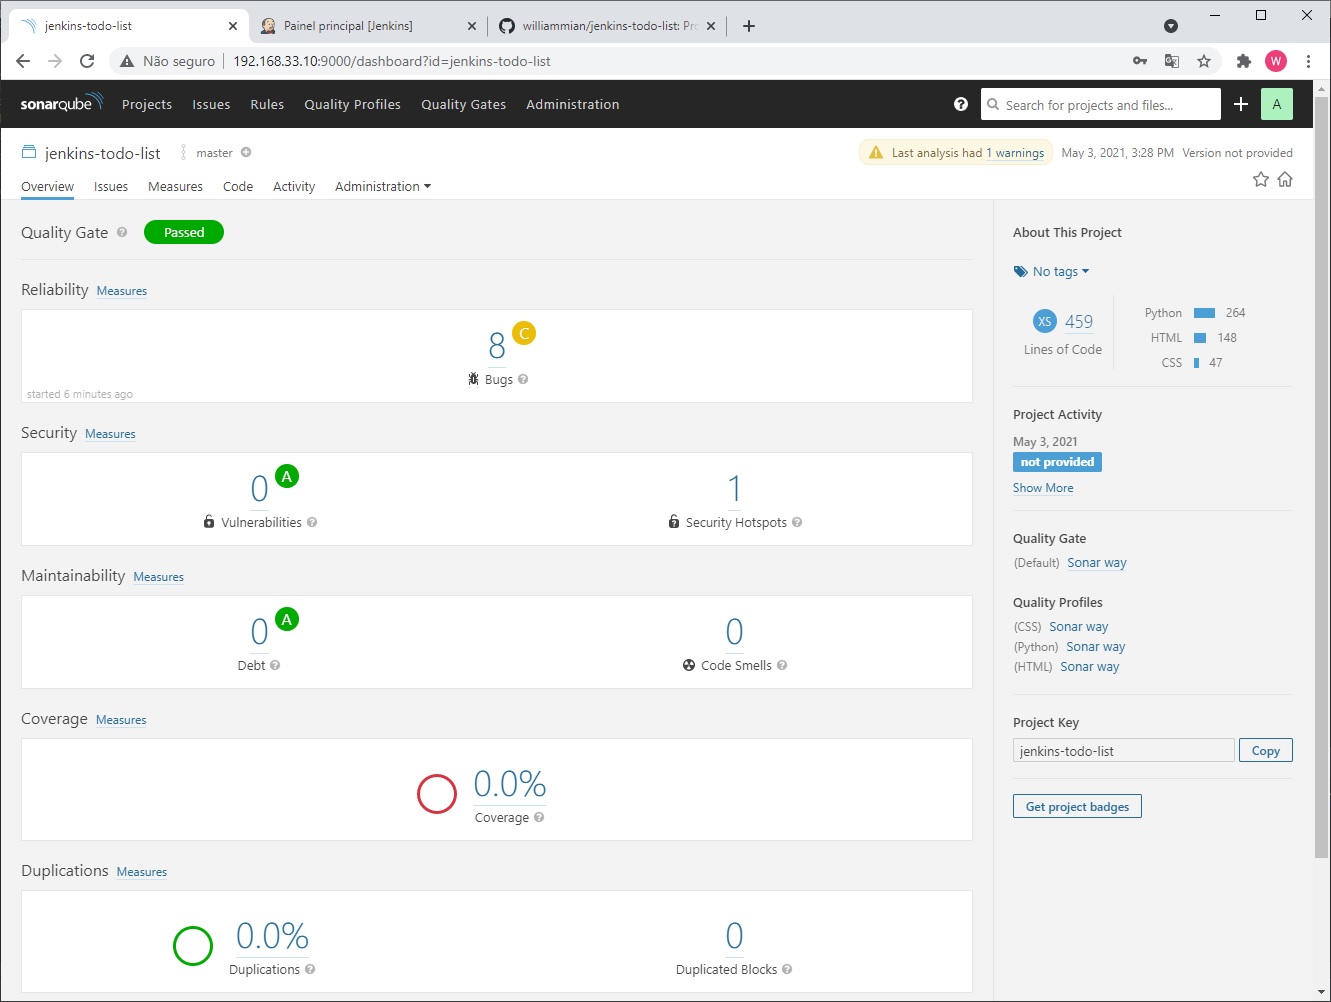 jenkins-todo-list
Painel principal [Jenkins]
williammian/jenkins-todo-list: Pro
Não seguro
192.168.33.10:9000/dashboard?id=jenkins-todo-list
W
sonarqube
Projects
Issues
Rules
Quality Profiles
Quality Gates
Administration
?
Search for projects and files...
A
jenkins-todo-list
master
Last analysis had 1 warnings
May 3, 2021, 3:28 PM
Version not provided
Overview
Issues
Measures
Code
Activity
Administration
Quality Gate ?
Passed
Reliability Measures
8 C
Bugs ?
started 6 minutes ago
Security Measures
0 A
Vulnerabilities ?
1
Security Hotspots ?
Maintainability Measures
0 A
Debt ?
0
Code Smells ?
Coverage Measures
0.0%
Coverage ?
Duplications Measures
0.0%
Duplications ?
0
Duplicated Blocks ?
About This Project
No tags
XS 459
Lines of Code
Python 264
HTML 148
CSS 47
Project Activity
May 3, 2021
not provided
Show More
Quality Gate
(Default) Sonar way
Quality Profiles
(CSS) Sonar way
(Python) Sonar way
(HTML) Sonar way
Project Key
jenkins-todo-list
Copy
Get project badges